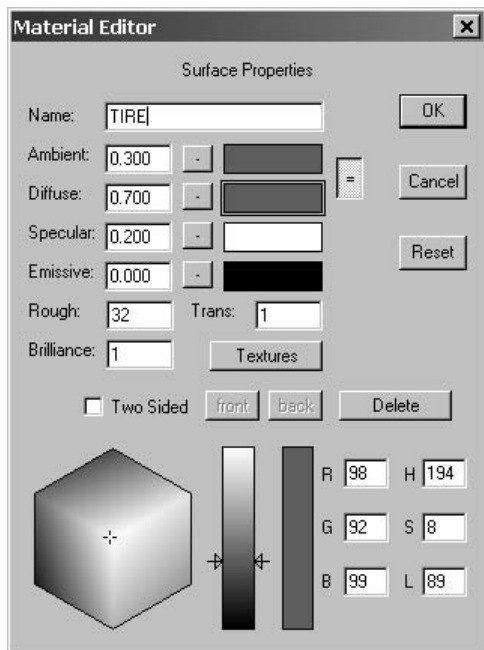 Material Editor
Surface Properties
Name: TIRE OK
Ambient: 0.300 - =
Diffuse: 0.700 Cancel
Specular: 0.200 -
Emissive: 0.000 - Reset
Rough: 32 Trans: 1
Brilliance: 1 Textures
Two Sided front back Delete
R 98 H 194
G 92 S 8
B 99 L 89